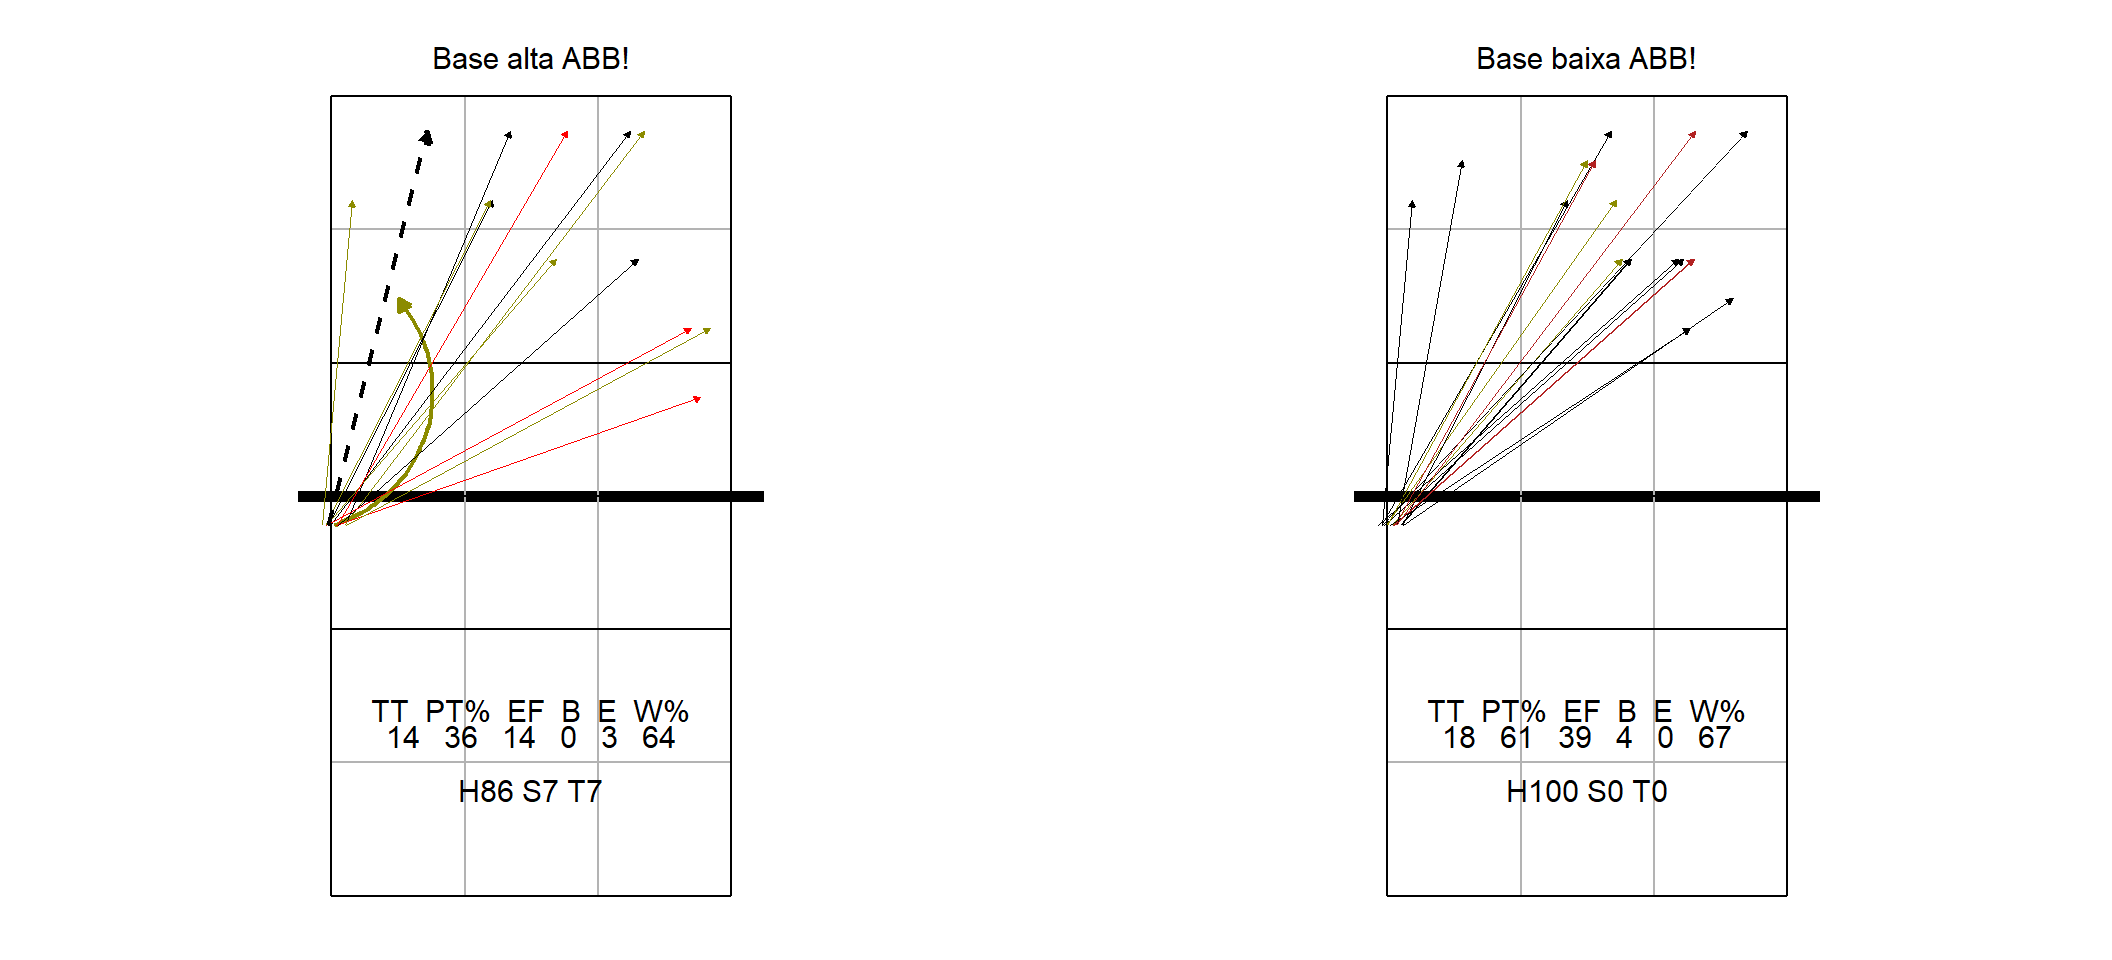 Base alta ABB!
TT PT% EF B E W%
14 36 14 0 3 64
H86 S7 T7
Base baixa ABB!
TT PT% EF B E W%
18 61 39 4 0 67
H100 S0 T0